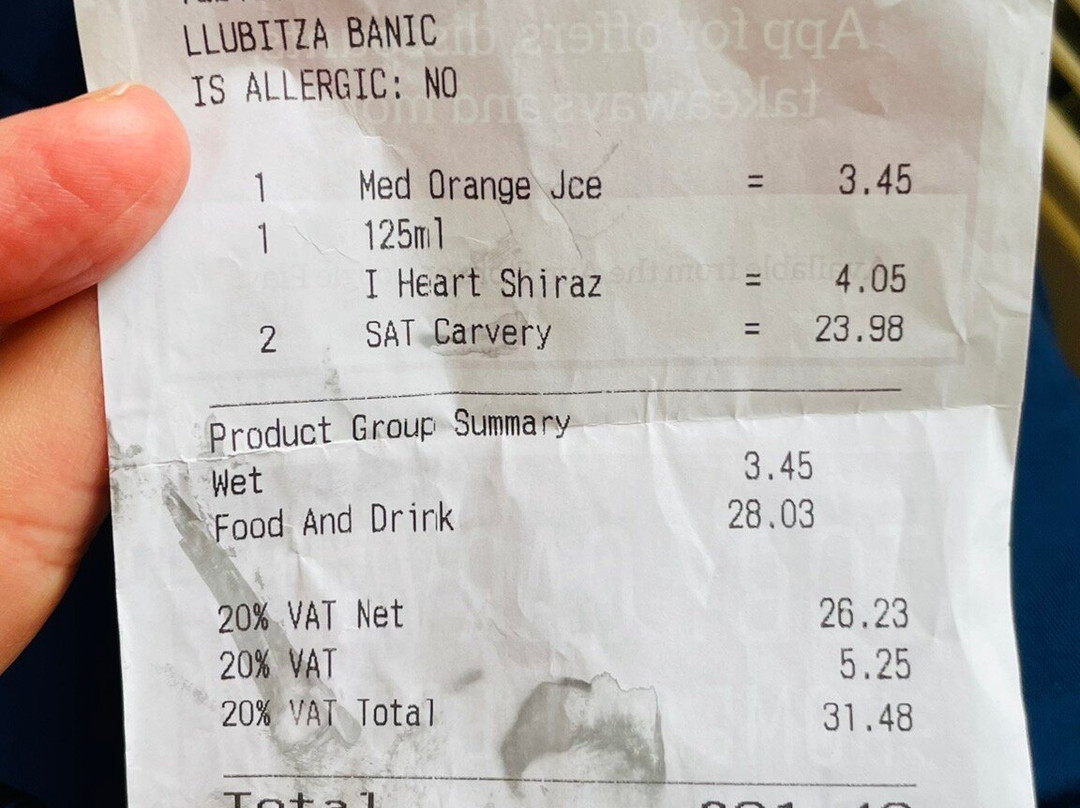 LLUBITZA BANIC
IS ALLERGIC: NO
1 Med Orange Jce = 3.45
1 125ml
I Heart Shiraz = 4.05
2 SAT Carvery = 23.98
Product Group Summary
Wet 3.45
Food And Drink 28.03
20% VAT Net 26.23
20% VAT 5.25
20% VAT Total 31.48
Total